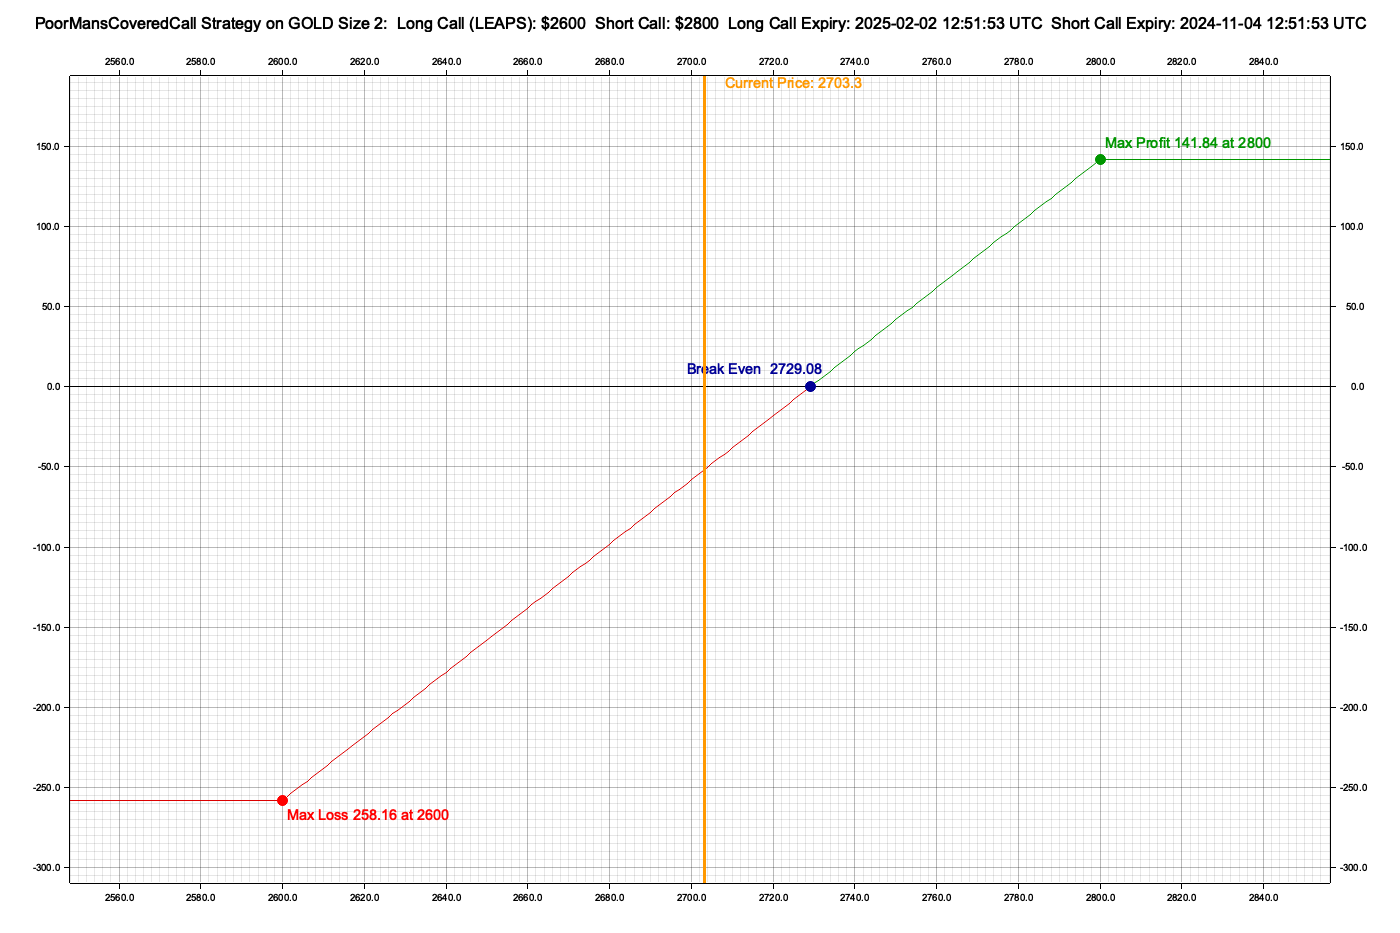 PoorMansCoveredCall Strategy on GOLD Size 2:  Long Call (LEAPS): $2600  Short Call: $2800  Long Call Expiry: 2025-02-02 12:51:53 UTC  Short Call Expiry: 2024-11-04 12:51:53 UTC
2560.0 2580.0 2600.0 2620.0 2640.0 2660.0 2680.0 2700.0 2720.0 2740.0 2760.0 2780.0 2800.0 2820.0 2840.0
Current Price: 2703.3
Max Profit 141.84 at 2800
150.0 150.0
100.0 100.0
50.0 50.0
Break Even  2729.08
0.0 0.0
-50.0 -50.0
-100.0 -100.0
-150.0 -150.0
-200.0 -200.0
-250.0 -250.0
Max Loss 258.16 at 2600
-300.0 -300.0
2560.0 2580.0 2600.0 2620.0 2640.0 2660.0 2680.0 2700.0 2720.0 2740.0 2760.0 2780.0 2800.0 2820.0 2840.0